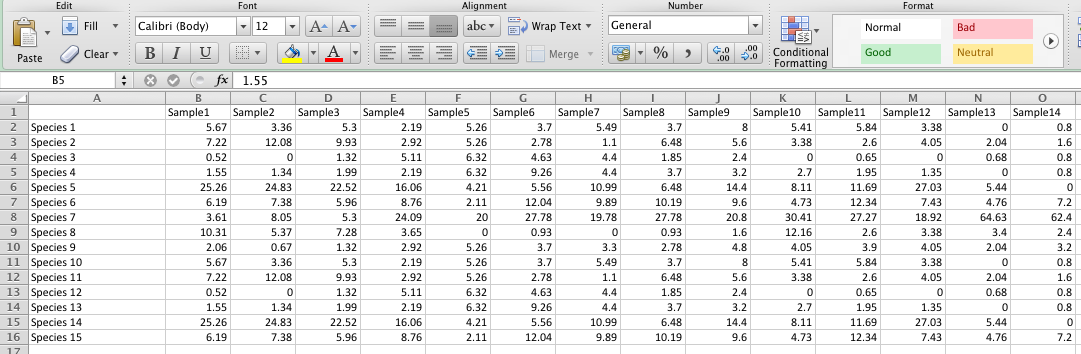 Edit Font Alignment Number Format
Fill Calibri (Body) 12 A A abc Wrap Text General Normal Bad
Paste Clear B I U A Merge % , .0 .00 .00 .0 Conditional Formatting Good Neutral
B5 fx 1.55
A B C D E F G H I J K L M N O
1 Sample1 Sample2 Sample3 Sample4 Sample5 Sample6 Sample7 Sample8 Sample9 Sample10 Sample11 Sample12 Sample13 Sample14
2 Species 1 5.67 3.36 5.3 2.19 5.26 3.7 5.49 3.7 8 5.41 5.84 3.38 0 0.8
3 Species 2 7.22 12.08 9.93 2.92 5.26 2.78 1.1 6.48 5.6 3.38 2.6 4.05 2.04 1.6
4 Species 3 0.52 0 1.32 5.11 6.32 4.63 4.4 1.85 2.4 0 0.65 0 0.68 0.8
5 Species 4 1.55 1.34 1.99 2.19 6.32 9.26 4.4 3.7 3.2 2.7 1.95 1.35 0 0.8
6 Species 5 25.26 24.83 22.52 16.06 4.21 5.56 10.99 6.48 14.4 8.11 11.69 27.03 5.44 0
7 Species 6 6.19 7.38 5.96 8.76 2.11 12.04 9.89 10.19 9.6 4.73 12.34 7.43 4.76 7.2
8 Species 7 3.61 8.05 5.3 24.09 20 27.78 19.78 27.78 20.8 30.41 27.27 18.92 64.63 62.4
9 Species 8 10.31 5.37 7.28 3.65 0 0.93 0 0.93 1.6 12.16 2.6 3.38 3.4 2.4
10 Species 9 2.06 0.67 1.32 2.92 5.26 3.7 3.3 2.78 4.8 4.05 3.9 4.05 2.04 3.2
11 Species 10 5.67 3.36 5.3 2.19 5.26 3.7 5.49 3.7 8 5.41 5.84 3.38 0 0.8
12 Species 11 7.22 12.08 9.93 2.92 5.26 2.78 1.1 6.48 5.6 3.38 2.6 4.05 2.04 1.6
13 Species 12 0.52 0 1.32 5.11 6.32 4.63 4.4 1.85 2.4 0 0.65 0 0.68 0.8
14 Species 13 1.55 1.34 1.99 2.19 6.32 9.26 4.4 3.7 3.2 2.7 1.95 1.35 0 0.8
15 Species 14 25.26 24.83 22.52 16.06 4.21 5.56 10.99 6.48 14.4 8.11 11.69 27.03 5.44 0
16 Species 15 6.19 7.38 5.96 8.76 2.11 12.04 9.89 10.19 9.6 4.73 12.34 7.43 4.76 7.2
17